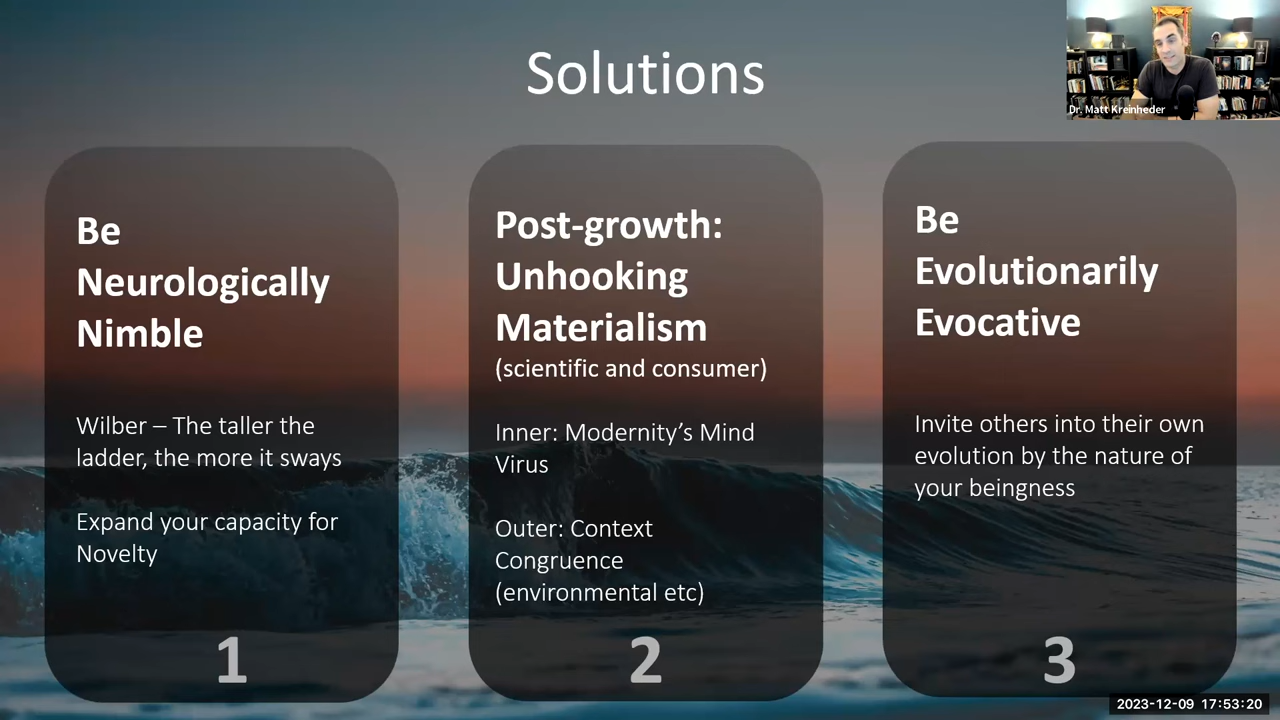 Solutions
Dr. Matt Kreinheder
Be
Neurologically
Nimble
Wilber – The taller the
ladder, the more it sways
Expand your capacity for
Novelty
1
Post-growth:
Unhooking
Materialism
(scientific and consumer)
Inner: Modernity’s Mind
Virus
Outer: Context
Congruence
(environmental etc)
2
Be
Evolutionarily
Evocative
Invite others into their own
evolution by the nature of
your beingness
3
2023-12-09 17:53:20